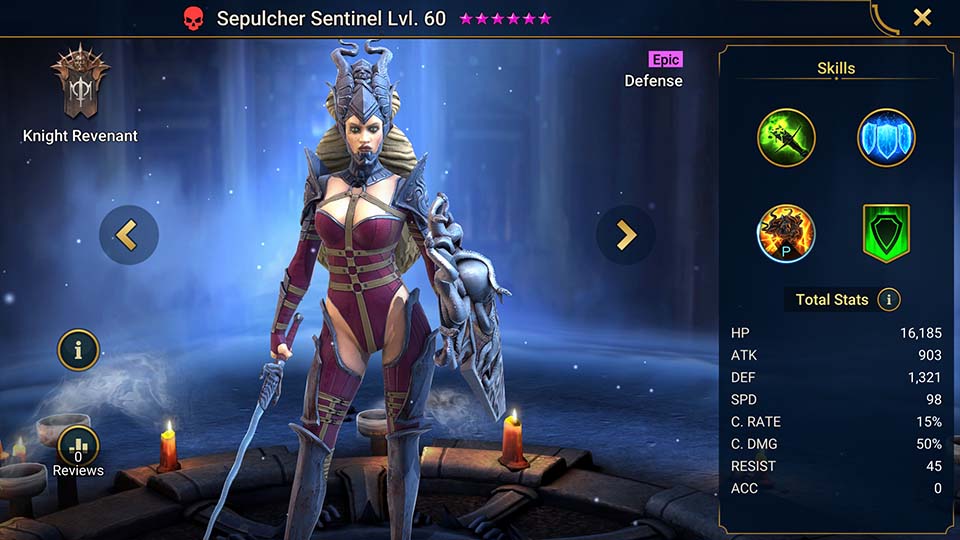 Sepulcher Sentinel Lvl. 60
Knight Revenant
Epic
Defense
0
Reviews
Skills
P
Total Stats
HP 16,185
ATK 903
DEF 1,321
SPD 98
C. RATE 15%
C. DMG 50%
RESIST 45
ACC 0